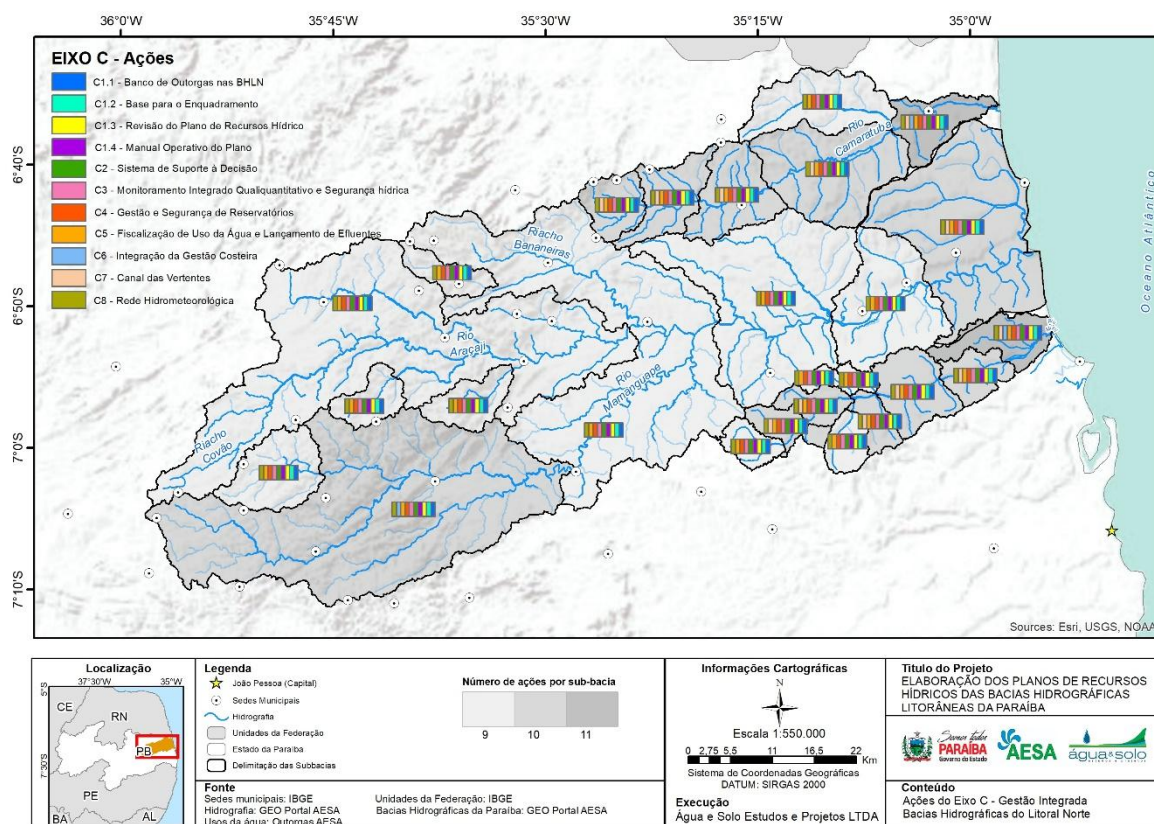 36°0'W 35°45'W 35°30'W 35°15'W 35°0'W
EIXO C - Ações
C1.1 - Banco de Outorgas nas BHLN
C1.2 - Base para o Enquadramento
C1.3 - Revisão do Plano de Recursos Hídrico
C1.4 - Manual Operativo do Plano
C2 - Sistema de Suporte à Decisão
C3 - Monitoramento Integrado Qualiquantitativo e Segurança hídrica
C4 - Gestão e Segurança de Reservatórios
C5 - Fiscalização de Uso da Água e Lançamento de Efluentes
C6 - Integração da Gestão Costeira
C7 - Canal das Vertentes
C8 - Rede Hidrometeorológica
6°40'S
6°50'S
7°0'S
7°10'S
Rio
Camaratuba
Riacho
Bananeiras
Rio
Araçaji
Rio
Mamanguape
Riacho
Covão
Oceano Atlântico
Sources: Esri, USGS, NOAA
Localização
37°30'W 35°W
5°S
7°30'S
CE
RN
PB
PE
BA
AL
Legenda
João Pessoa (Capital)
Sedes Municipais
Hidrografia
Unidades da Federação
Estado da Paraíba
Delimitação das Subbacias
Número de ações por sub-bacia
9 10 11
Fonte
Sedes municipais: IBGE
Hidrografia: GEO Portal AESA
Usos da água: Outorgas AESA
Unidades da Federação: IBGE
Bacias Hidrográficas da Paraíba: GEO Portal AESA
Informações Cartográficas
N
Escala 1:550.000
0 2,75 5,5 11 16,5 22
Km
Sistema de Coordenadas Geográficas
DATUM: SIRGAS 2000
Execução
Água e Solo Estudos e Projetos LTDA
Titulo do Projeto
ELABORAÇÃO DOS PLANOS DE RECURSOS
HÍDRICOS DAS BACIAS HIDROGRÁFICAS
LITORÂNEAS DA PARAÍBA
Somos todos
PARAÍBA
Governo do Estado
AESA
água&solo
Conteúdo
Ações do Eixo C - Gestão Integrada
Bacias Hidrográficas do Litoral Norte